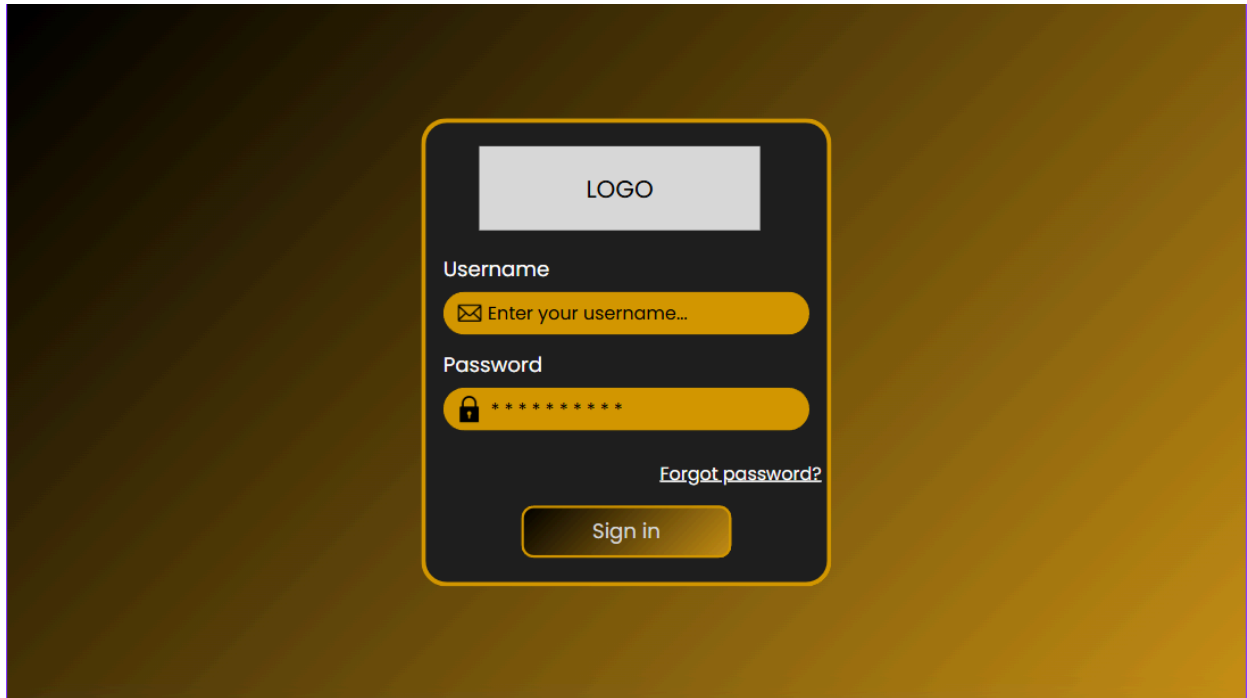 LOGO
Username
Enter your username...
Password
* * * * * * * * * *
Forgot password?
Sign in